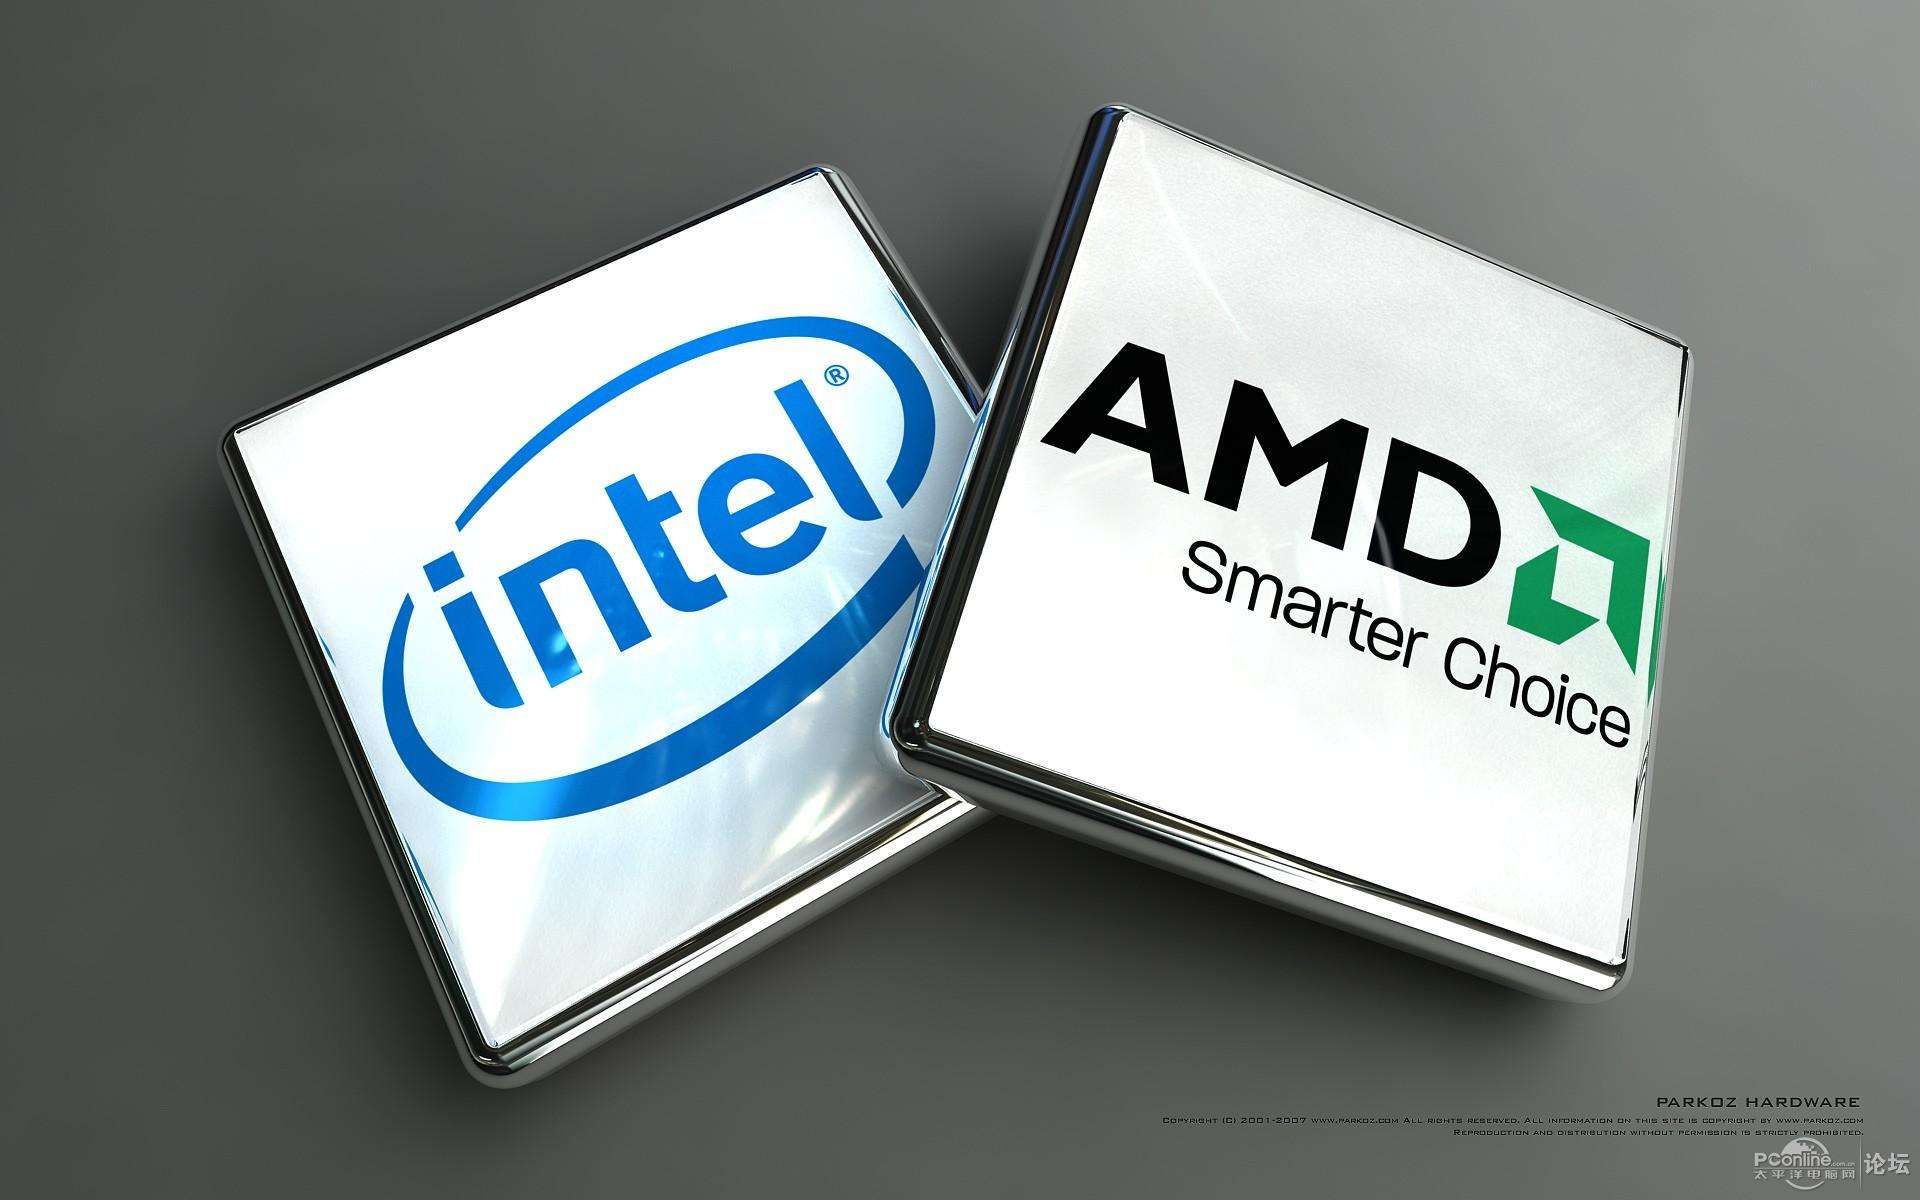 intel®
AMD
Smarter Choice
PARKOZ HARDWARE
COPYRIGHT (C) 2001-2007 WWW.PARKOZ.COM ALL RIGHTS RESERVED. ALL INFORMATION ON THIS SITE IS COPYRIGHT BY WWW.PARKOZ.COM
REPRODUCTION AND DISTRIBUTION WITHOUT PERMISSION IS STRICTLY PROHIBITED.
PConline.com.cn
太平洋电脑网
论坛